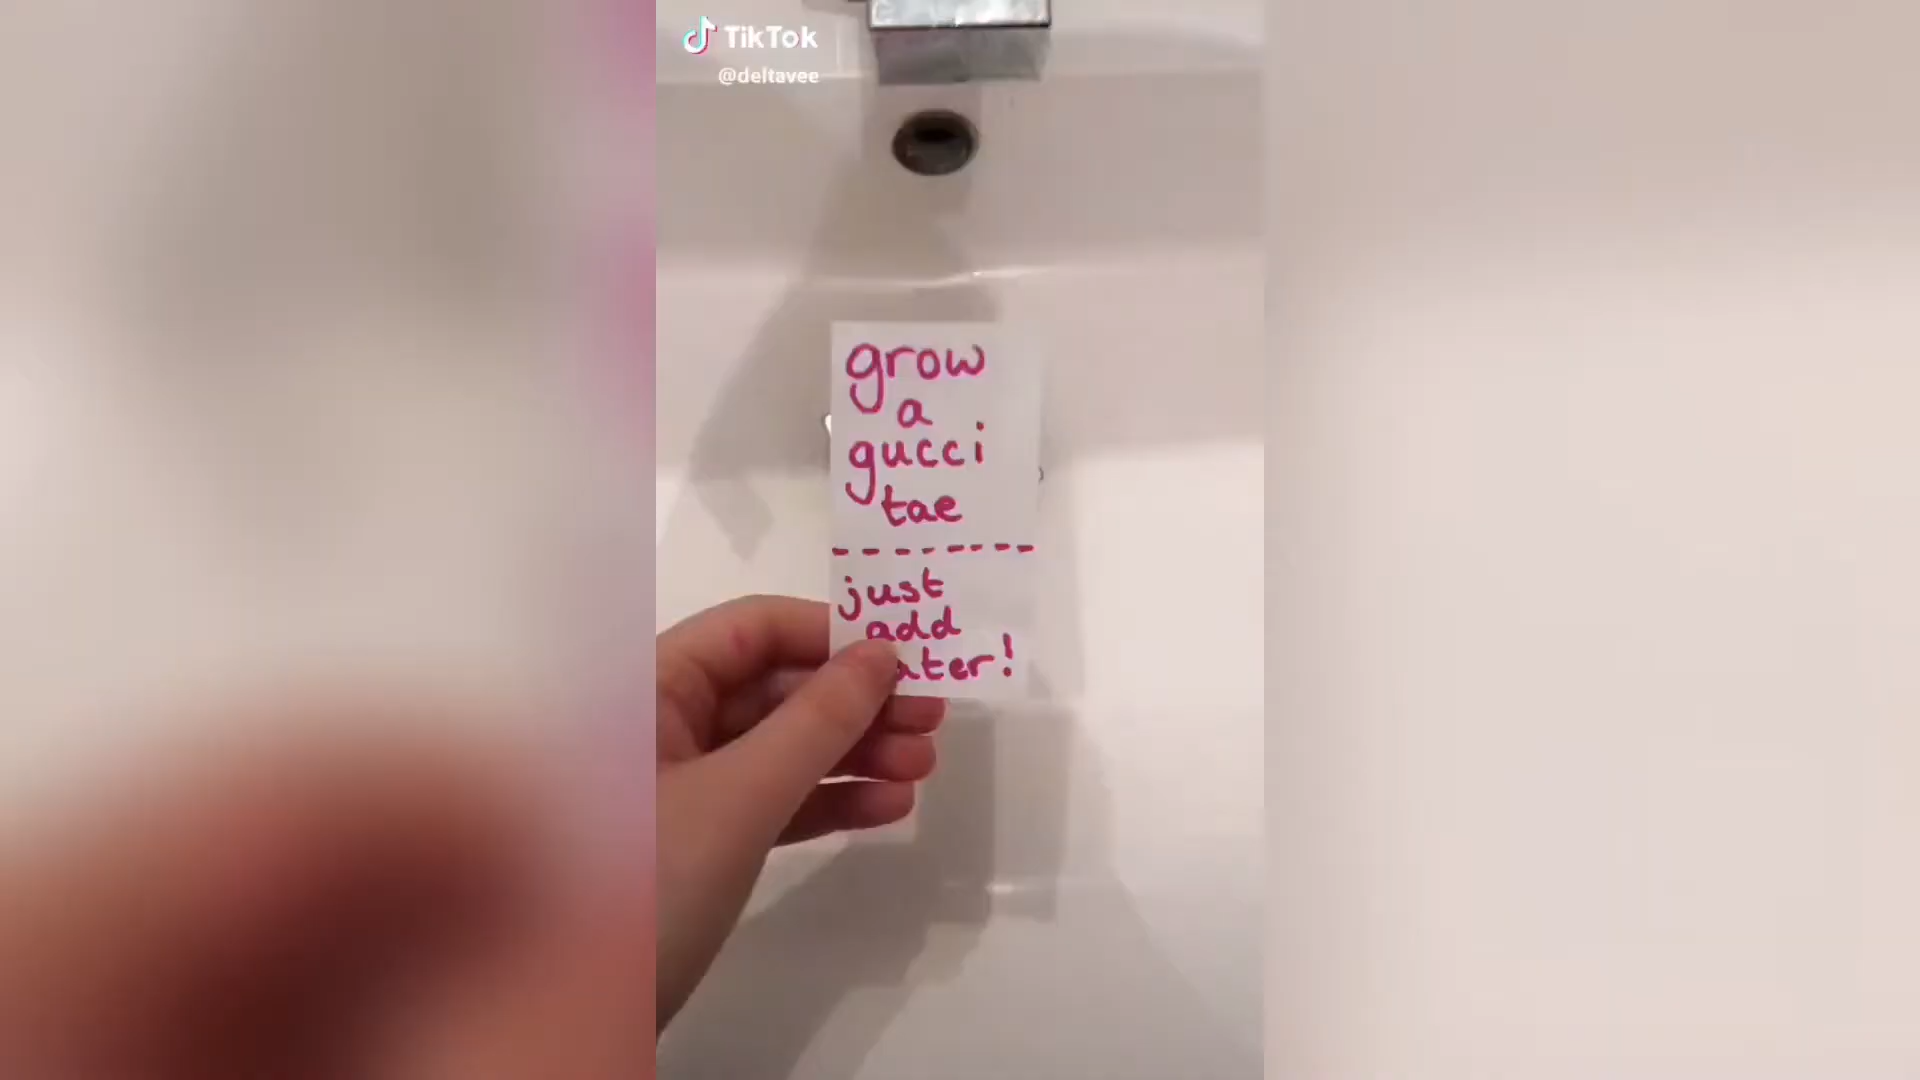 TikTok
@deltavee
grow
a
gucci
tae
just
add
ater!